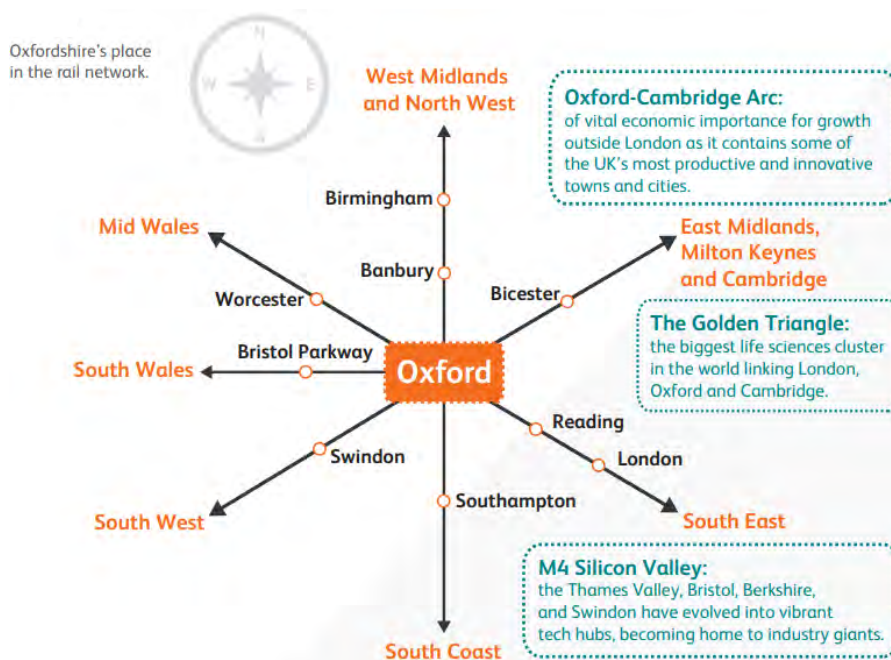 Oxfordshire's place
in the rail network.
N
W
E
West Midlands
and North West
Oxford-Cambridge Arc:
of vital economic importance for growth
outside London as it contains some of
the UK's most productive and innovative
towns and cities.
Birmingham
Mid Wales
East Midlands,
Milton Keynes
and Cambridge
Banbury
Bicester
Worcester
The Golden Triangle:
the biggest life sciences cluster
in the world linking London,
Oxford and Cambridge.
Bristol Parkway
South Wales
Oxford
Reading
Swindon
London
Southampton
South West
South East
M4 Silicon Valley:
the Thames Valley, Bristol, Berkshire,
and Swindon have evolved into vibrant
tech hubs, becoming home to industry giants.
South Coast